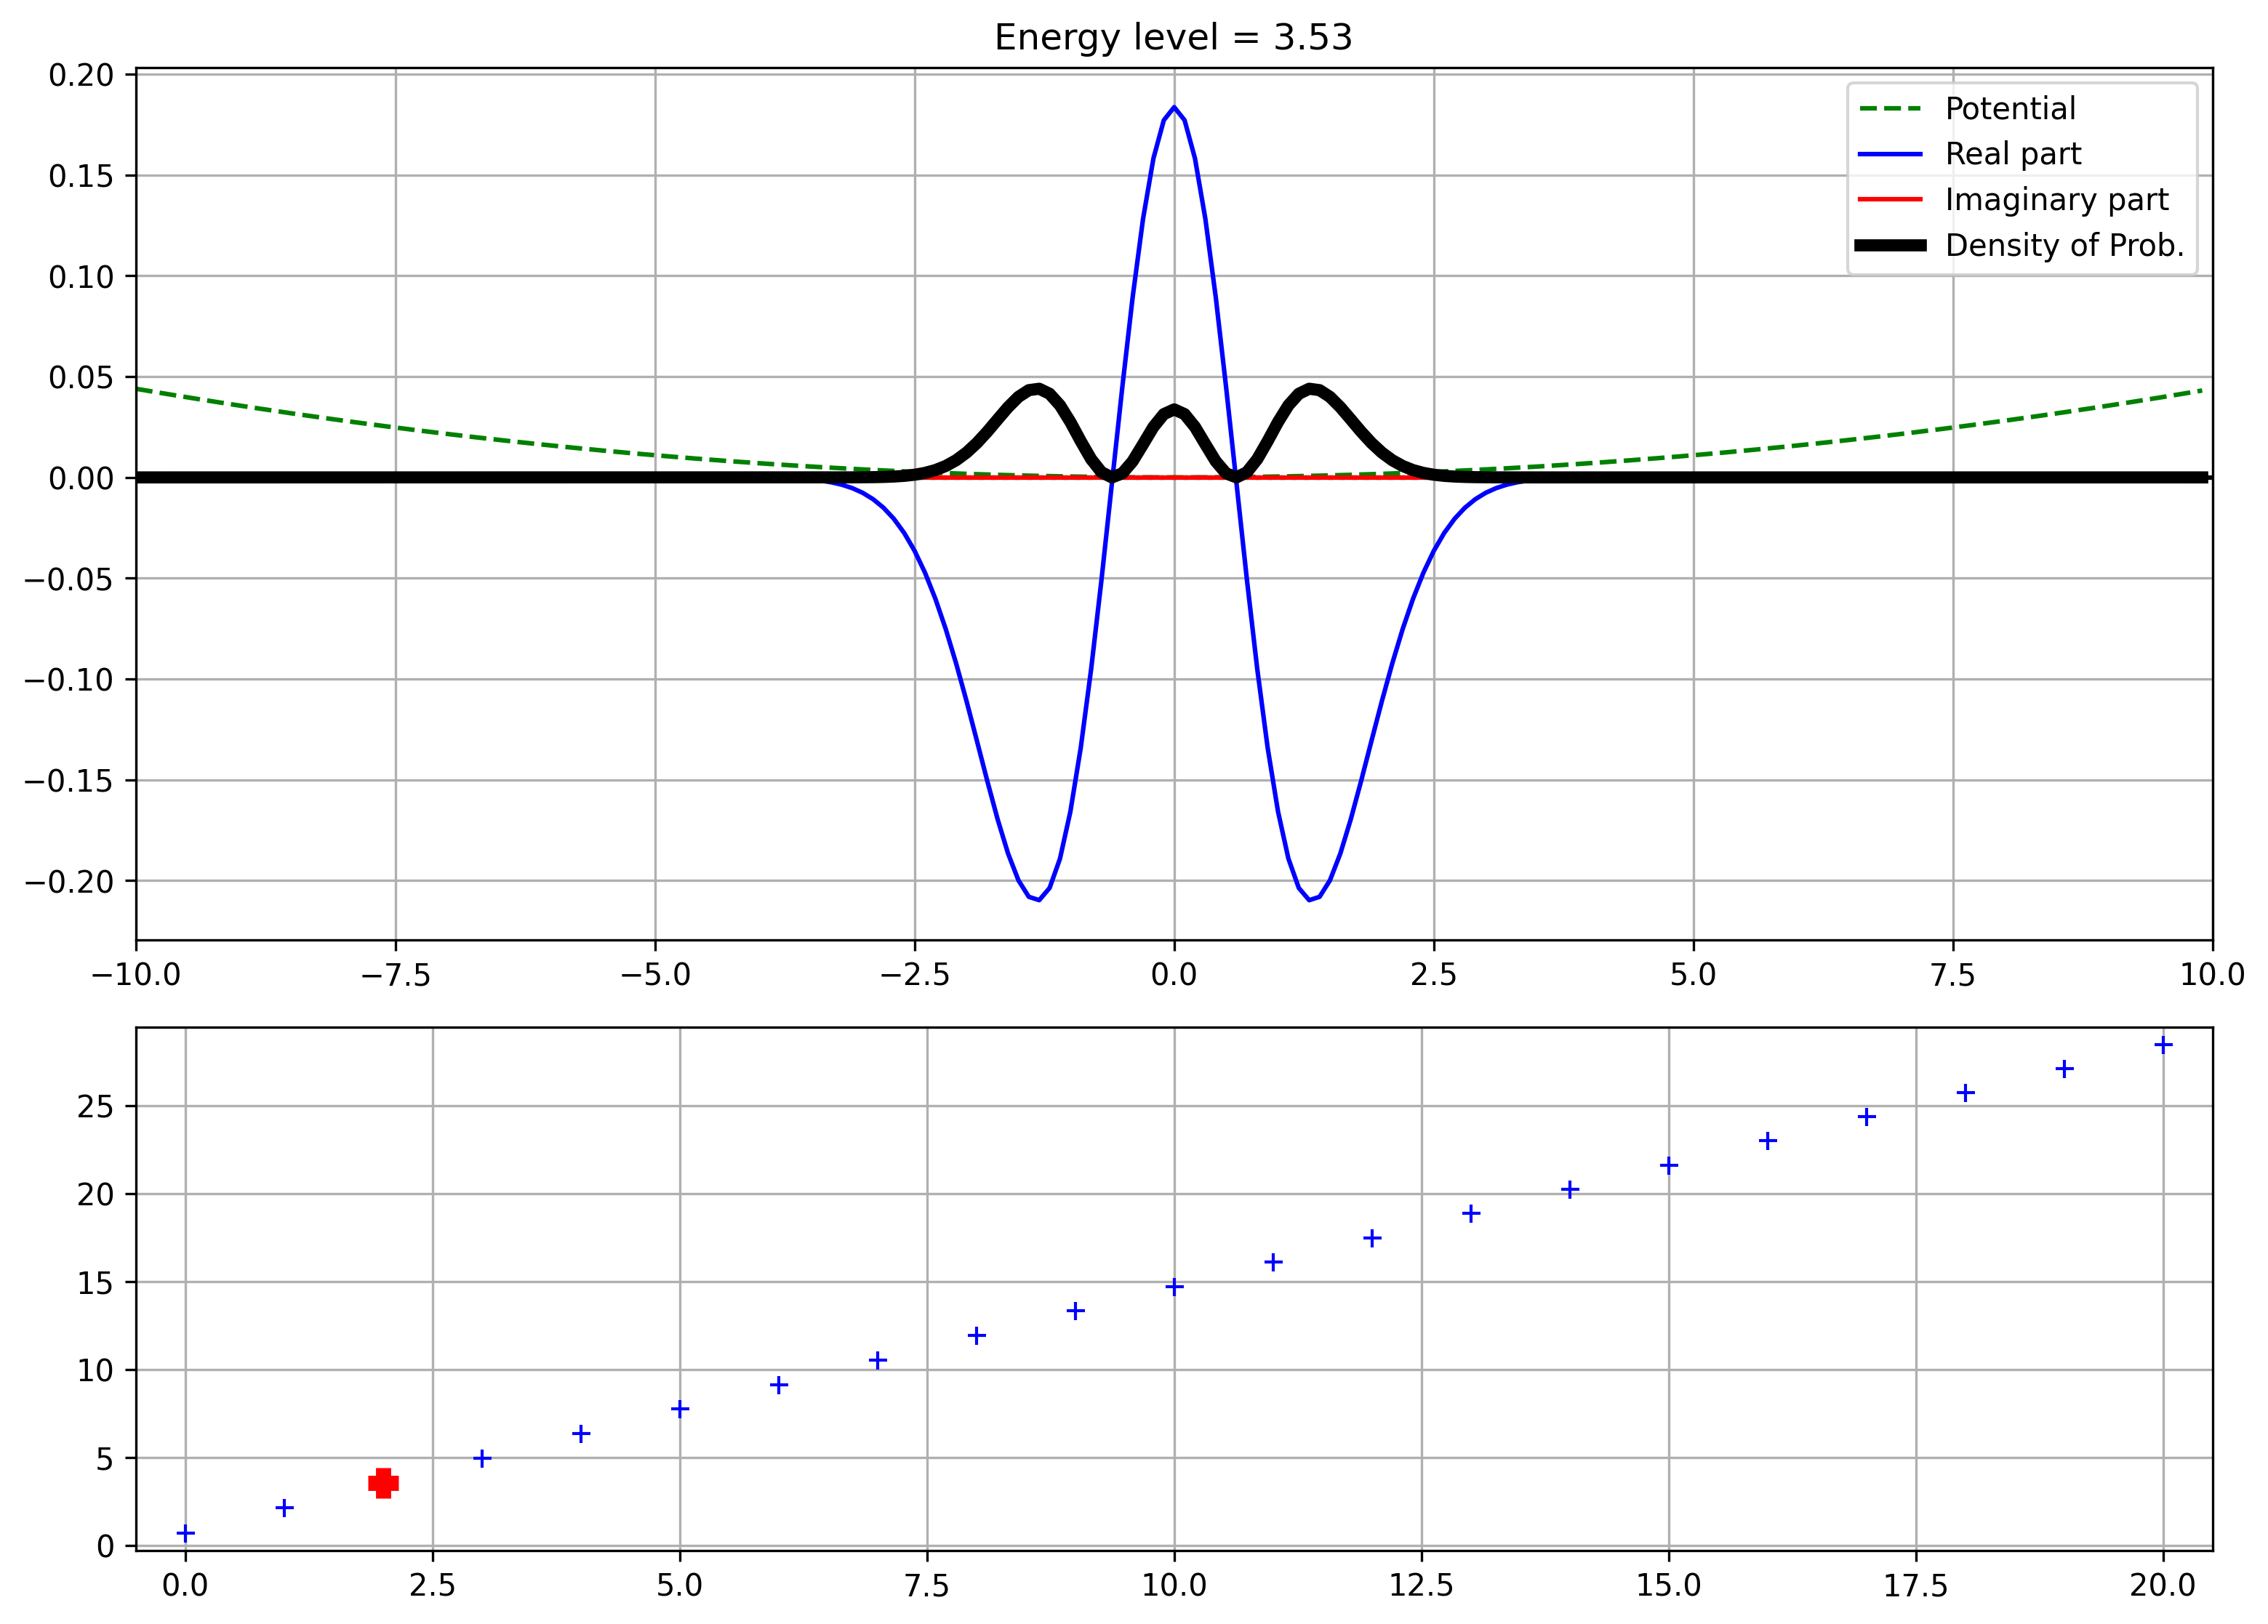 Energy level = 3.53
0.20
0.15
0.10
0.05
0.00
−0.05
−0.10
−0.15
−0.20
Potential
Real part
Imaginary part
Density of Prob.
−10.0 −7.5 −5.0 −2.5 0.0 2.5 5.0 7.5 10.0
25
20
15
10
5
0
0.0 2.5 5.0 7.5 10.0 12.5 15.0 17.5 20.0